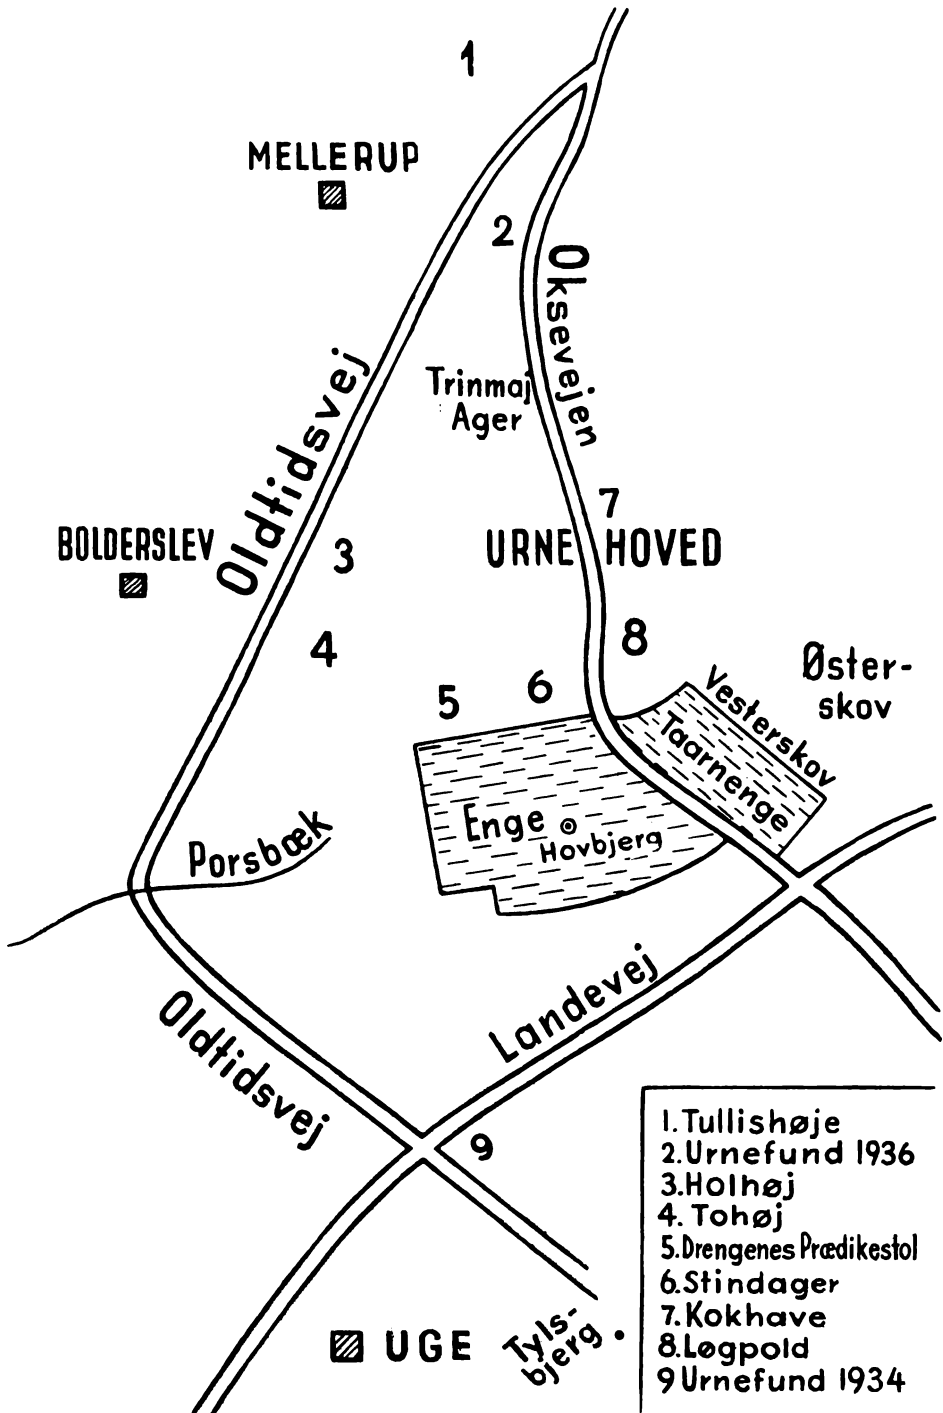 1
MELLERUP
2
Oksevejen
Oldtidsvej
Trinmaj
Ager
7
BOLDERSLEV
3
URNEHOVED
4
8
Øster-
skov
5
6
Vesterskov
Taarnenge
Enge
Hovbjerg
Porsbæk
Landevej
Oldtidsvej
9
UGE
Tyls-
bjerg
1. Tullishøje
2. Urnefund 1936
3. Holhøj
4. Tohøj
5. Drengenes Prædikestol
6. Stindager
7. Kokhave
8. Løgpold
9 Urnefund 1934